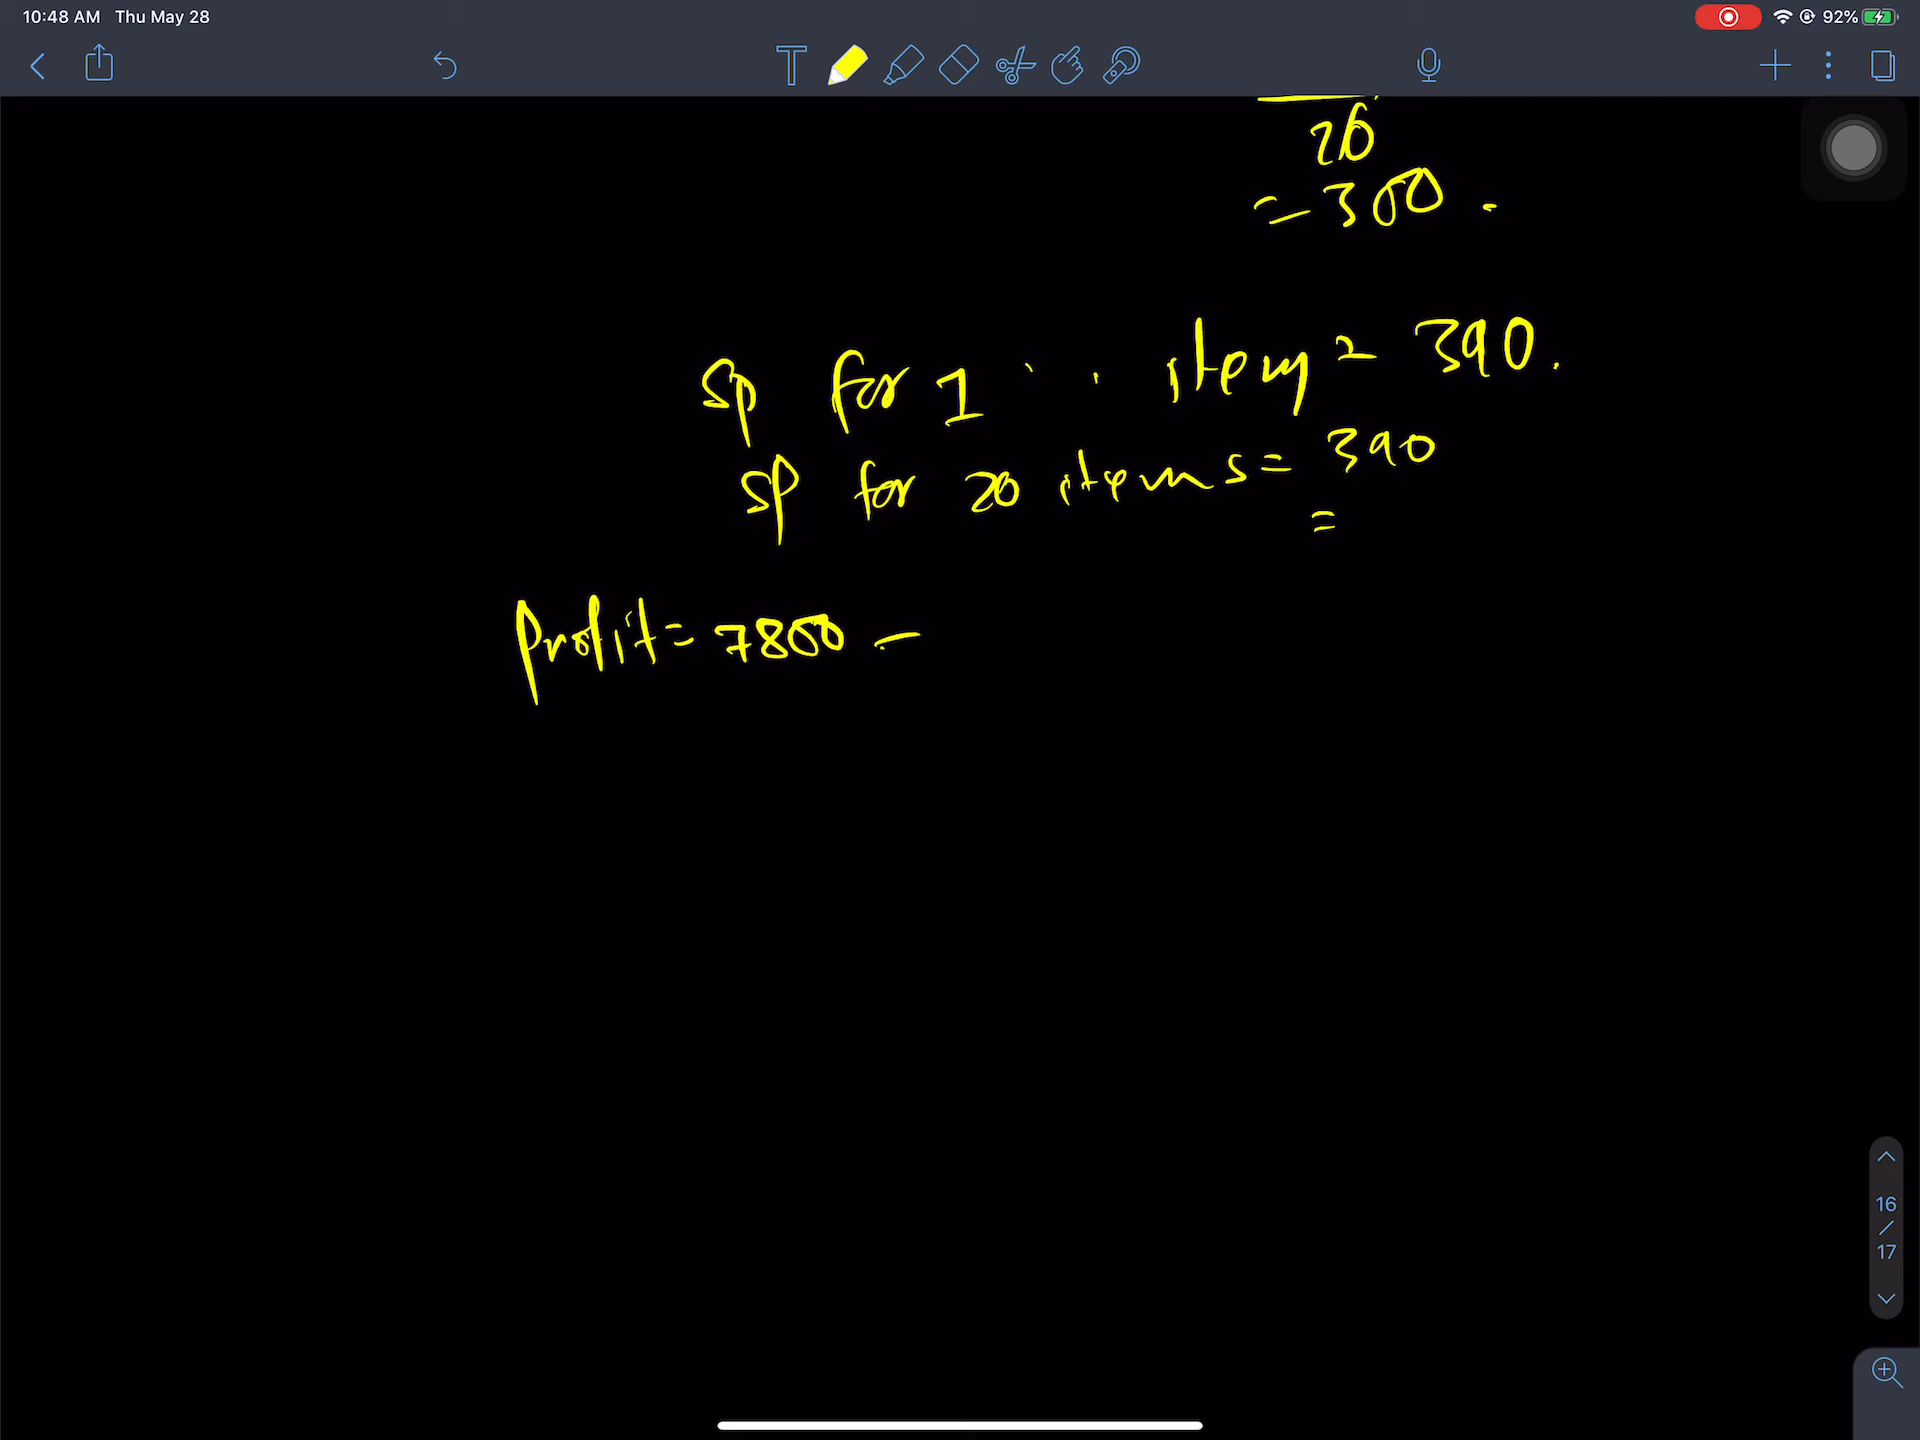 10:48 AM Thu May 28
92%
T
20
= 300 .
SP for 1 item = 390.
SP for 20 items = 390
=
Profit = 7800 -
16
/
17